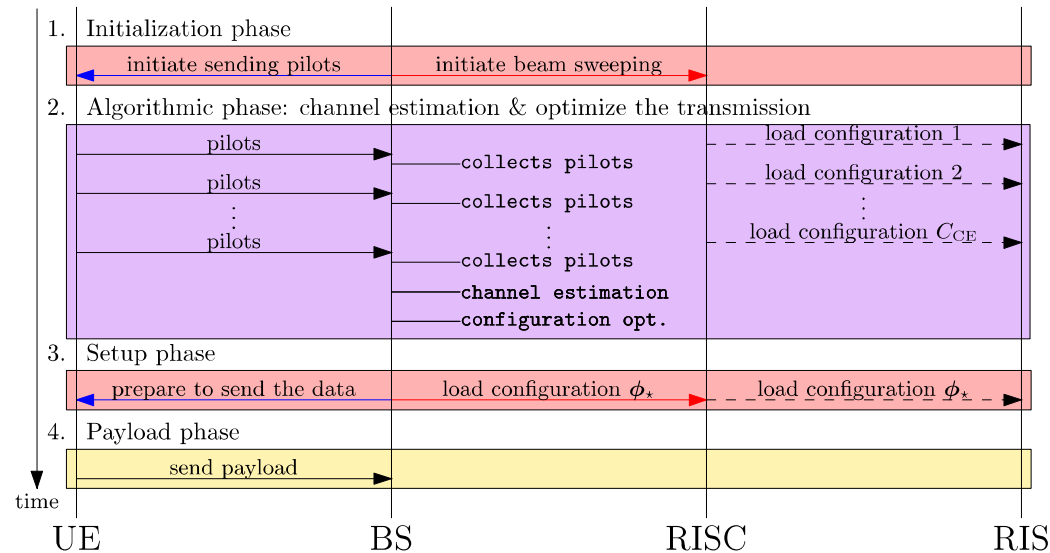 1. Initialization phase
initiate sending pilots initiate beam sweeping
2. Algorithmic phase: channel estimation & optimize the transmission
pilots load configuration 1
collects pilots
pilots load configuration 2
collects pilots
⋮ ⋮ ⋮
pilots load configuration C_CE
collects pilots
channel estimation
configuration opt.
3. Setup phase
prepare to send the data load configuration ϕ⋆ load configuration ϕ⋆
4. Payload phase
send payload
time
UE BS RISC RIS